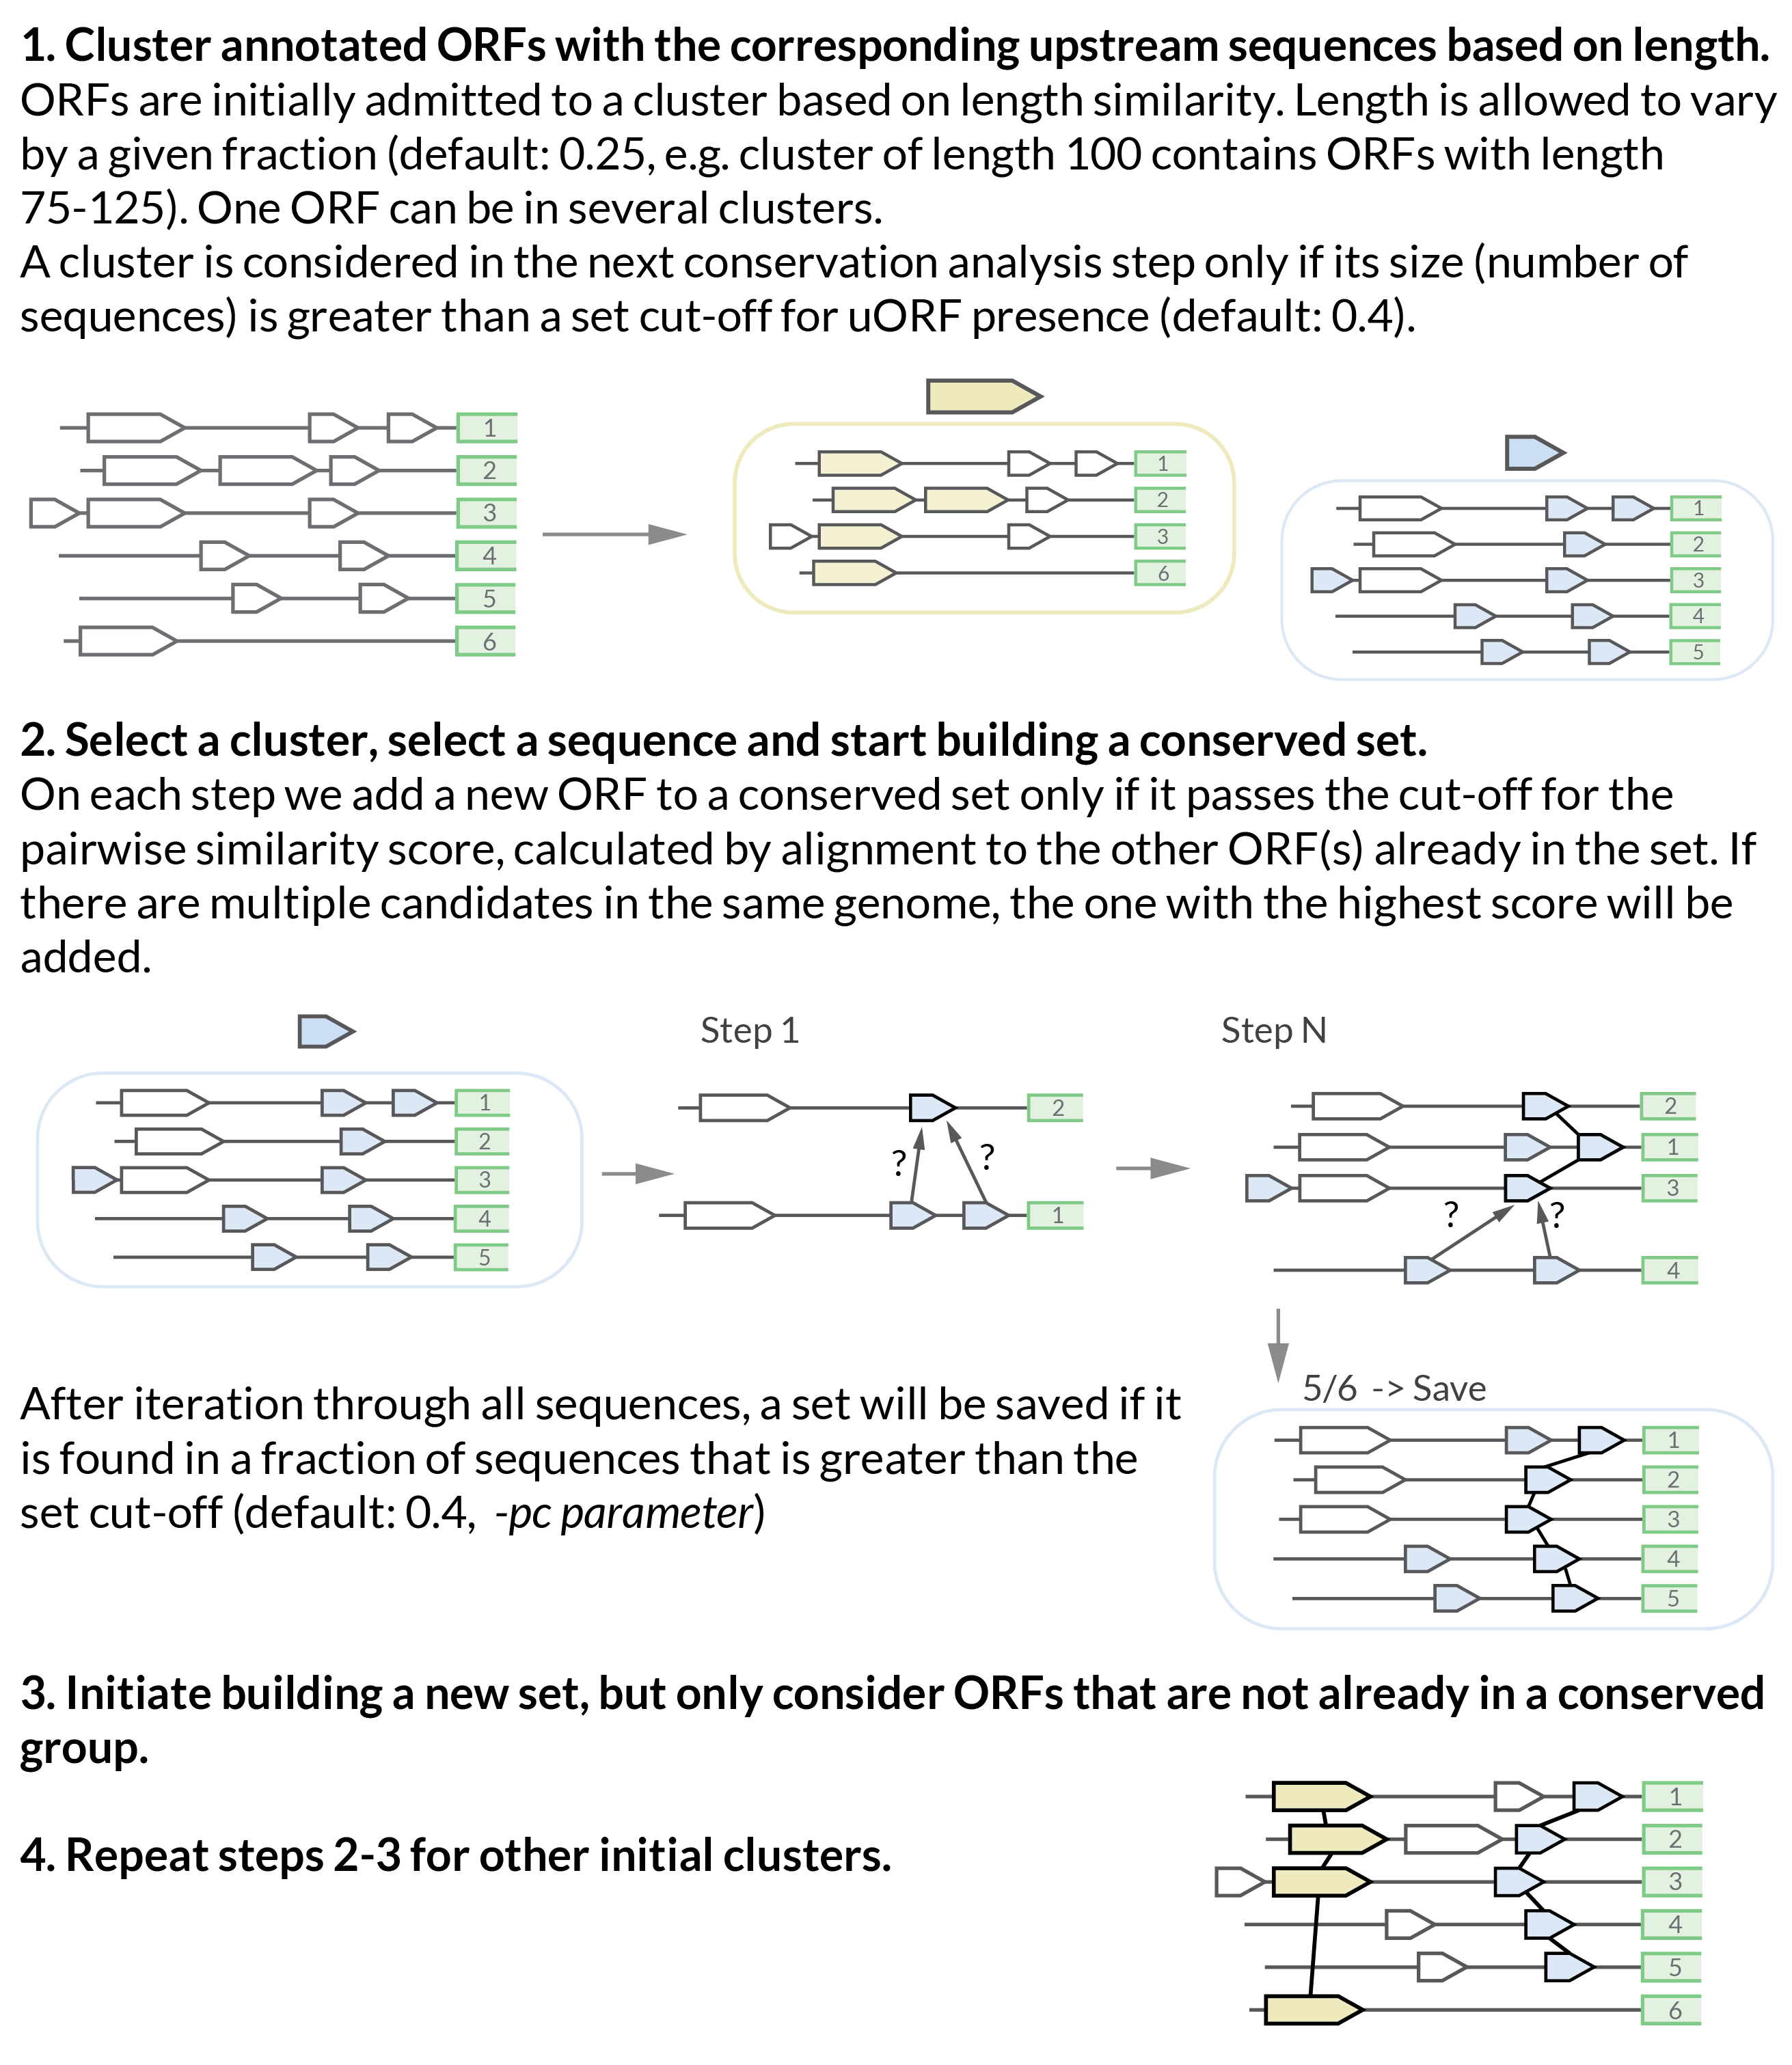 1. Cluster annotated ORFs with the corresponding upstream sequences based on length.
ORFs are initially admitted to a cluster based on length similarity. Length is allowed to vary
by a given fraction (default: 0.25, e.g. cluster of length 100 contains ORFs with length
75-125). One ORF can be in several clusters.
A cluster is considered in the next conservation analysis step only if its size (number of
sequences) is greater than a set cut-off for uORF presence (default: 0.4).
1
2
3
4
5
6
1
2
3
6
1
2
3
4
5
2. Select a cluster, select a sequence and start building a conserved set.
On each step we add a new ORF to a conserved set only if it passes the cut-off for the
pairwise similarity score, calculated by alignment to the other ORF(s) already in the set. If
there are multiple candidates in the same genome, the one with the highest score will be
added.
1
2
3
4
5
Step 1
2
? ?
1
Step N
2
1
3
? ?
4
After iteration through all sequences, a set will be saved if it
is found in a fraction of sequences that is greater than the
set cut-off (default: 0.4, -pc parameter)
5/6 -> Save
1
2
3
4
5
3. Initiate building a new set, but only consider ORFs that are not already in a conserved
group.
4. Repeat steps 2-3 for other initial clusters.
1
2
3
4
5
6